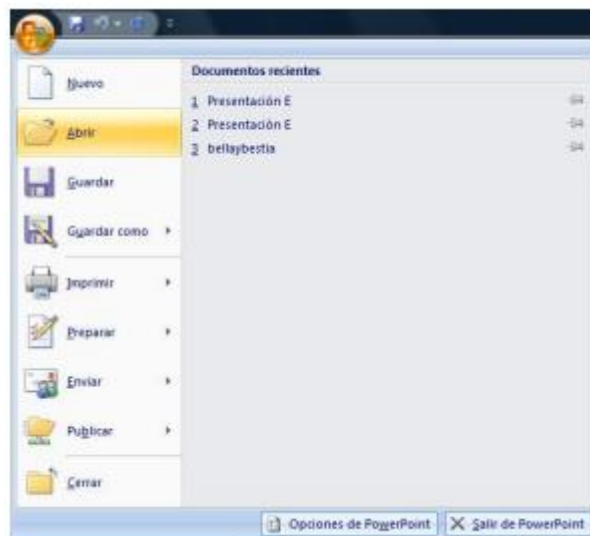 Nuevo
Abrir
Guardar
Guardar como
Imprimir
Preparar
Enviar
Publicar
Cerrar
Documentos recientes
1 Presentación E
2 Presentación E
3 bellaybestia
Opciones de PowerPoint
Salir de PowerPoint